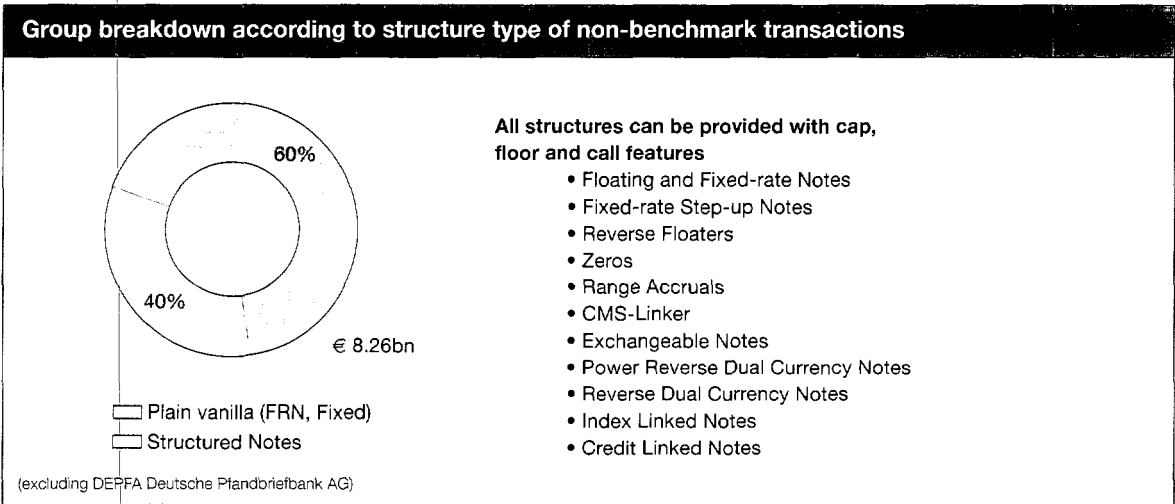 Group breakdown according to structure type of non-benchmark transactions
60%
40%
€ 8.26bn
Plain vanilla (FRN, Fixed)
Structured Notes
(excluding DEPFA Deutsche Pfandbriefbank AG)
All structures can be provided with cap,
floor and call features
• Floating and Fixed-rate Notes
• Fixed-rate Step-up Notes
• Reverse Floaters
• Zeros
• Range Accruals
• CMS-Linker
• Exchangeable Notes
• Power Reverse Dual Currency Notes
• Reverse Dual Currency Notes
• Index Linked Notes
• Credit Linked Notes